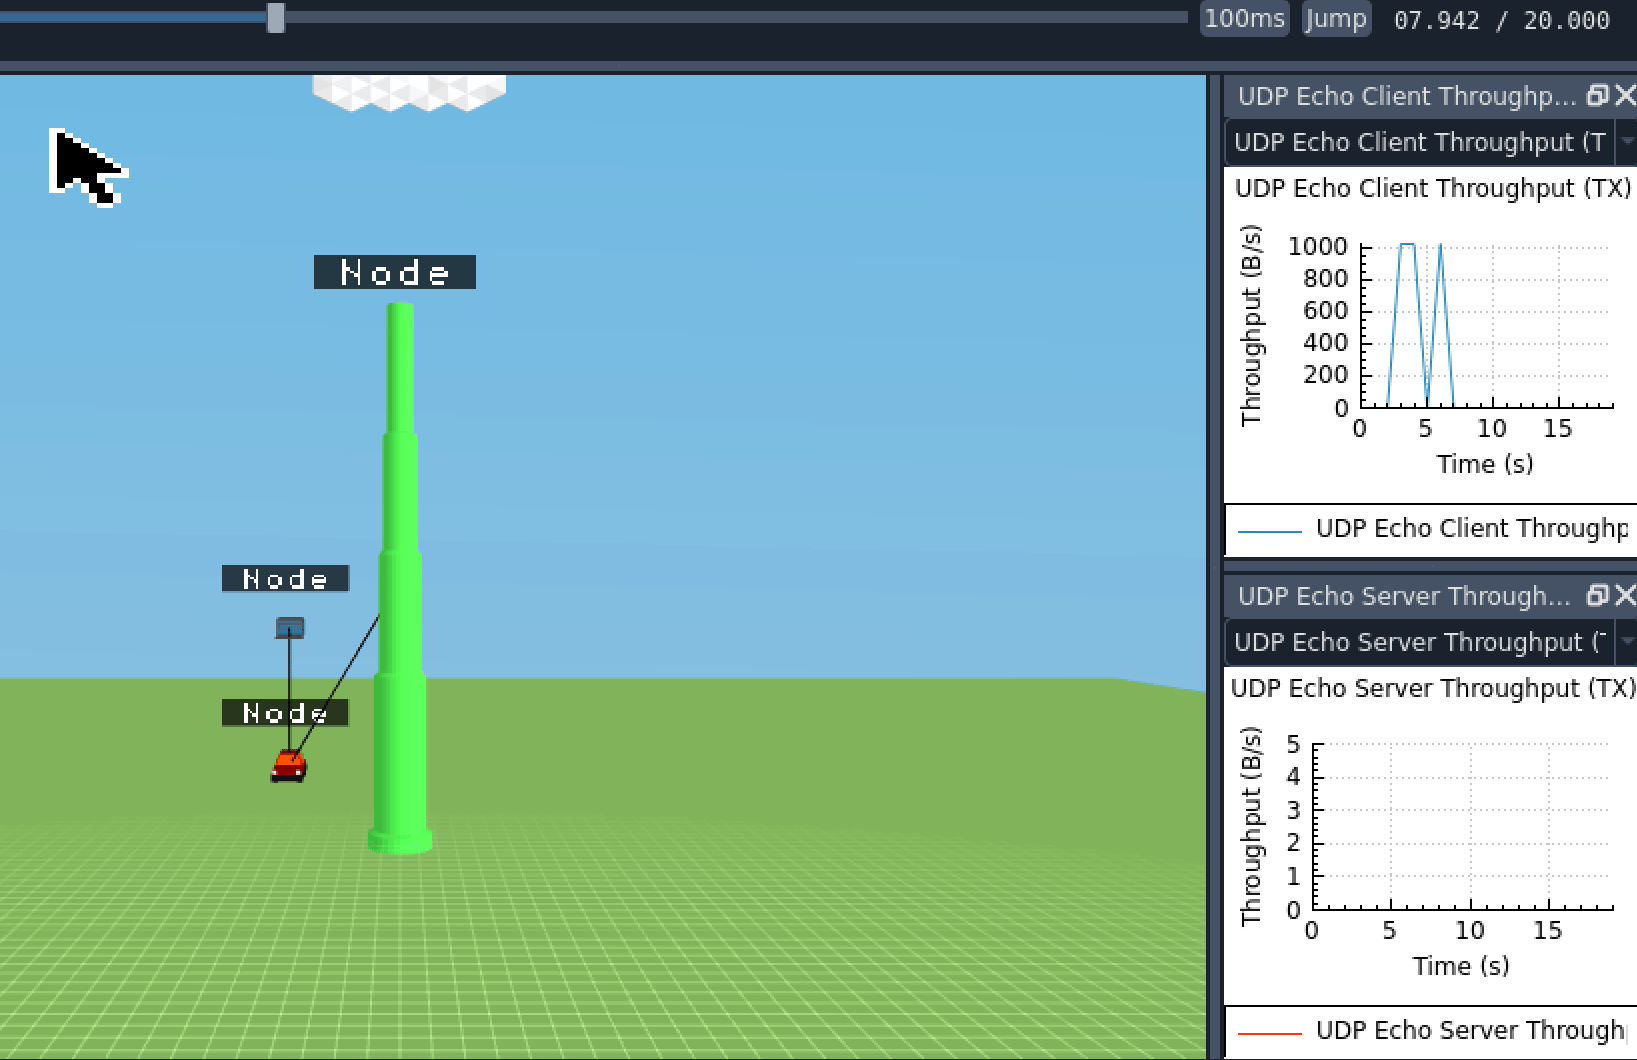 100ms Jump 07.942 / 20.000
UDP Echo Client Throughp...
UDP Echo Client Throughput (T
UDP Echo Client Throughput (TX)
Throughput (B/s)
1000
800
600
400
200
0
0 5 10 15
Time (s)
UDP Echo Client Throughp
UDP Echo Server Through...
UDP Echo Server Throughput (
UDP Echo Server Throughput (TX)
Throughput (B/s)
5
4
3
2
1
0
0 5 10 15
Time (s)
UDP Echo Server Through
Node
Node
Node